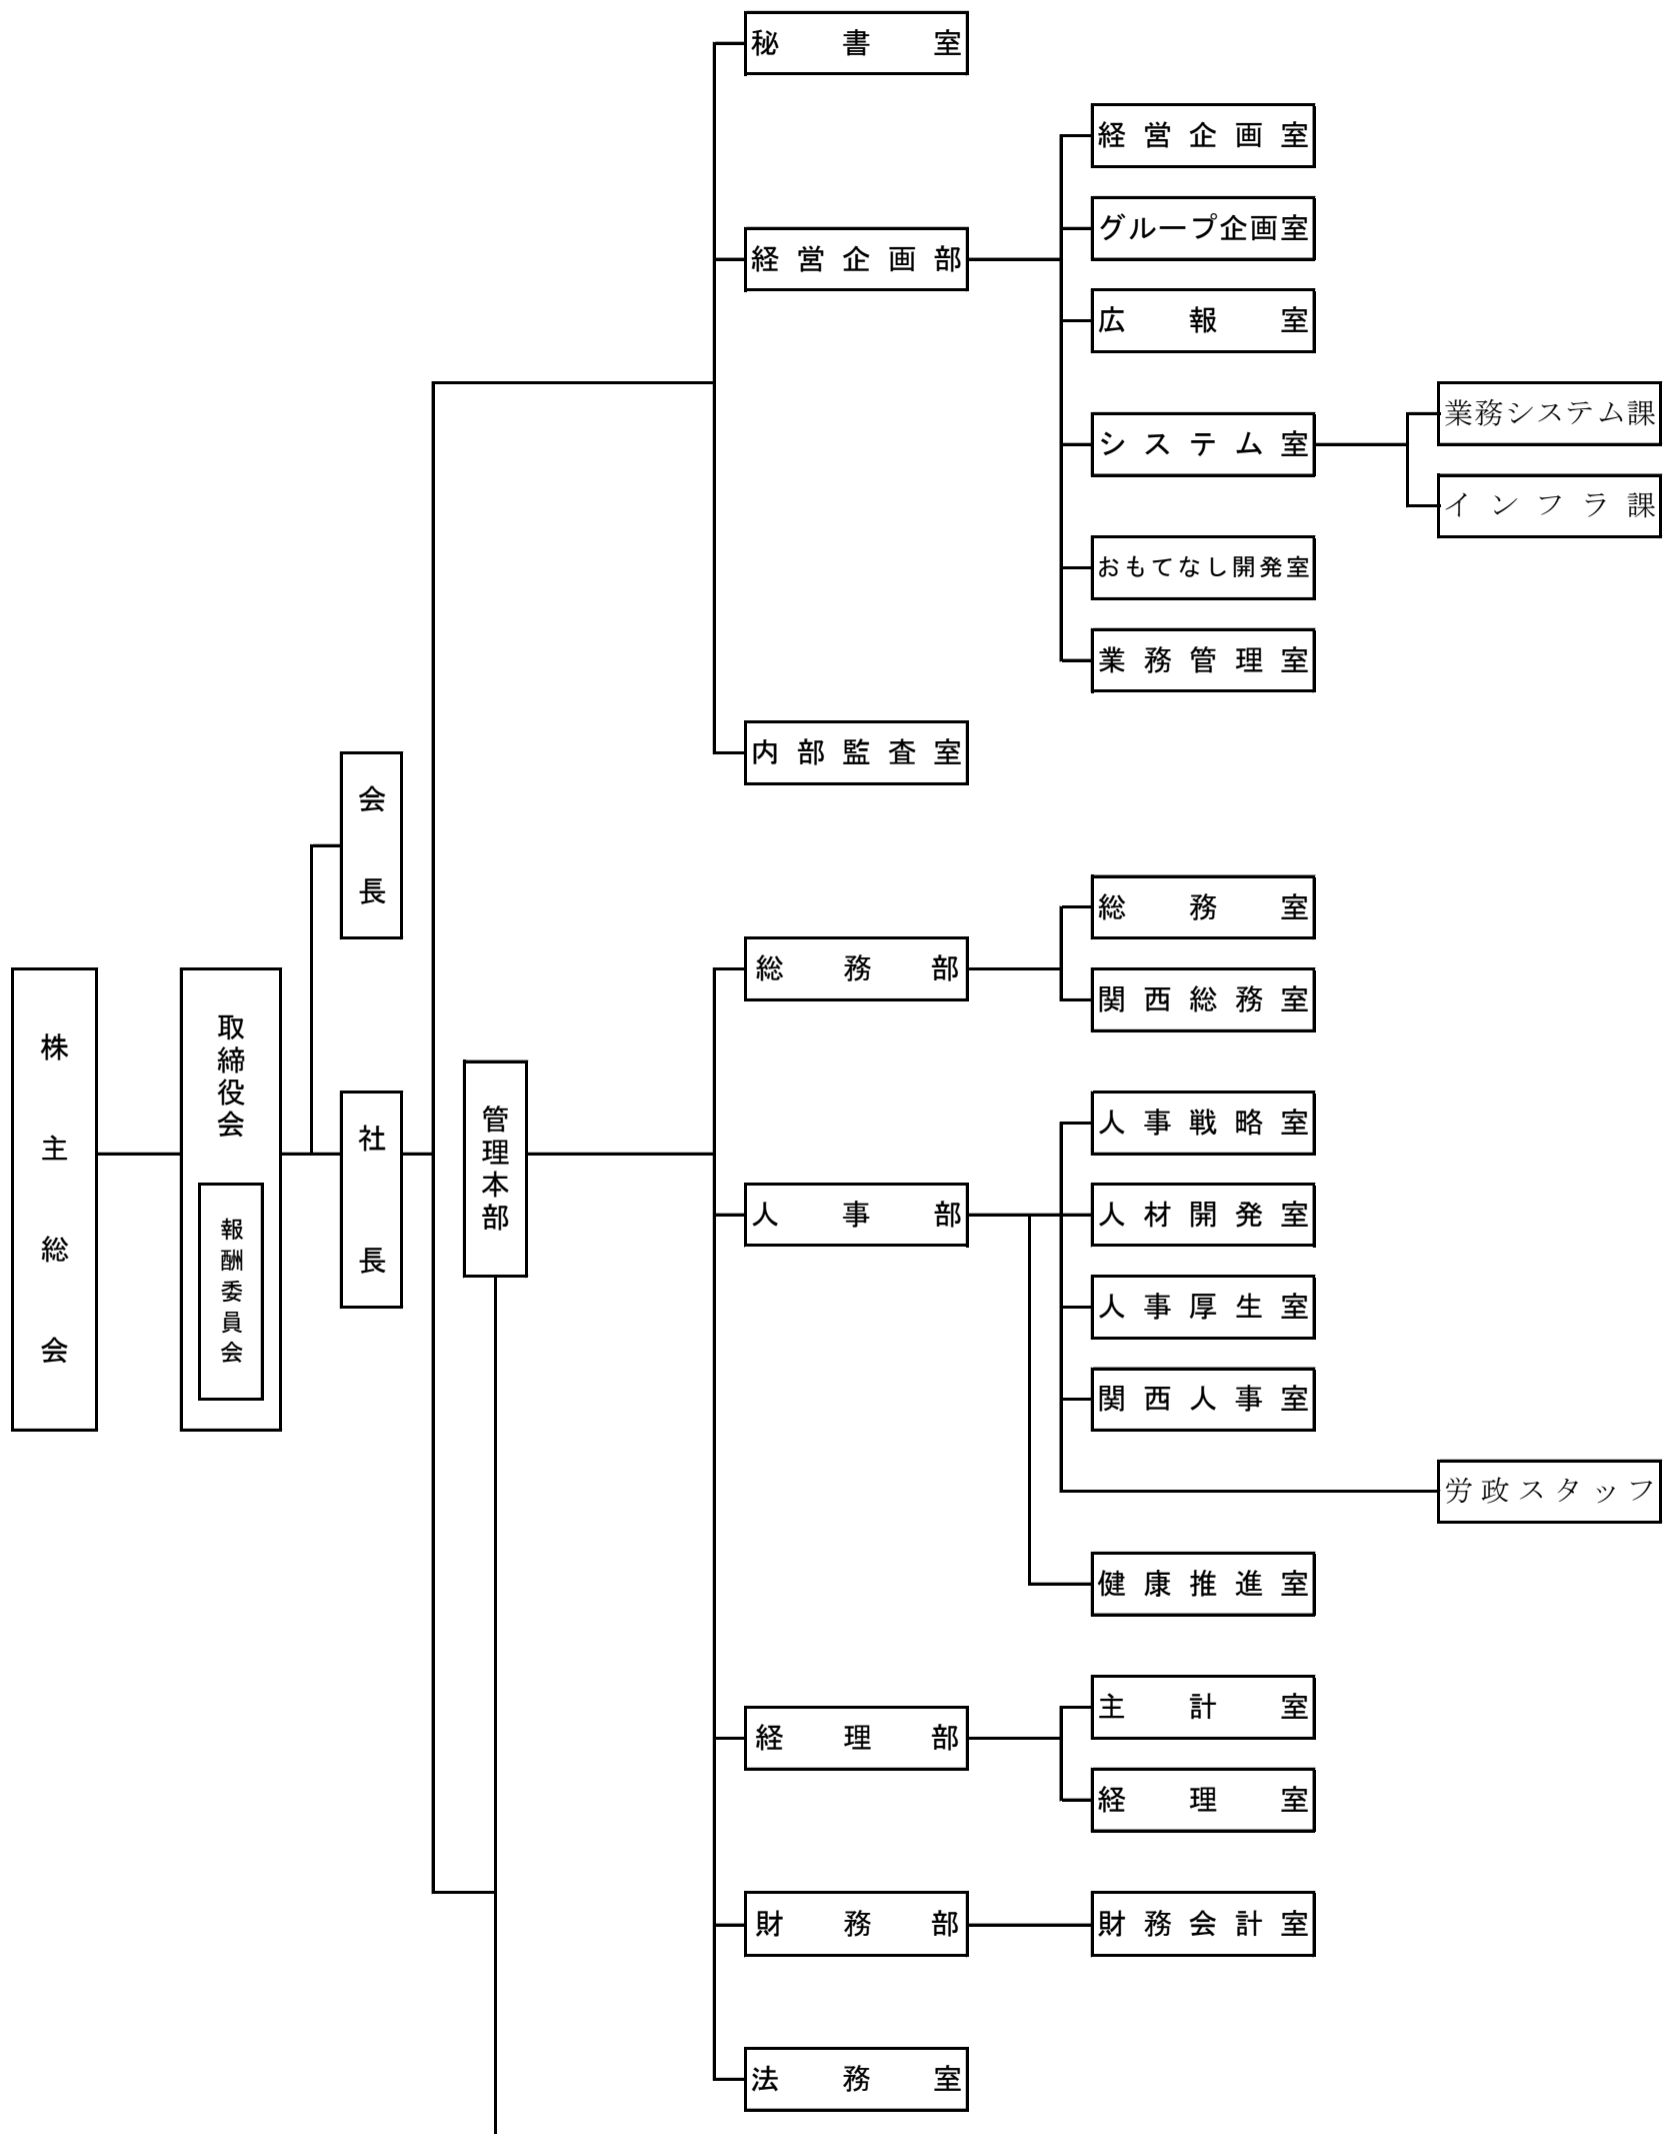 株主総会
取締役会
報酬委員会
会長
社長
管理本部
秘書室
経営企画部
経営企画室
グループ企画室
広報室
システム室
業務システム課
インフラ課
おもてなし開発室
業務管理室
内部監査室
総務部
総務室
関西総務室
人事部
人事戦略室
人材開発室
人事厚生室
関西人事室
労政スタッフ
健康推進室
経理部
主計室
経理室
財務部
財務会計室
法務室